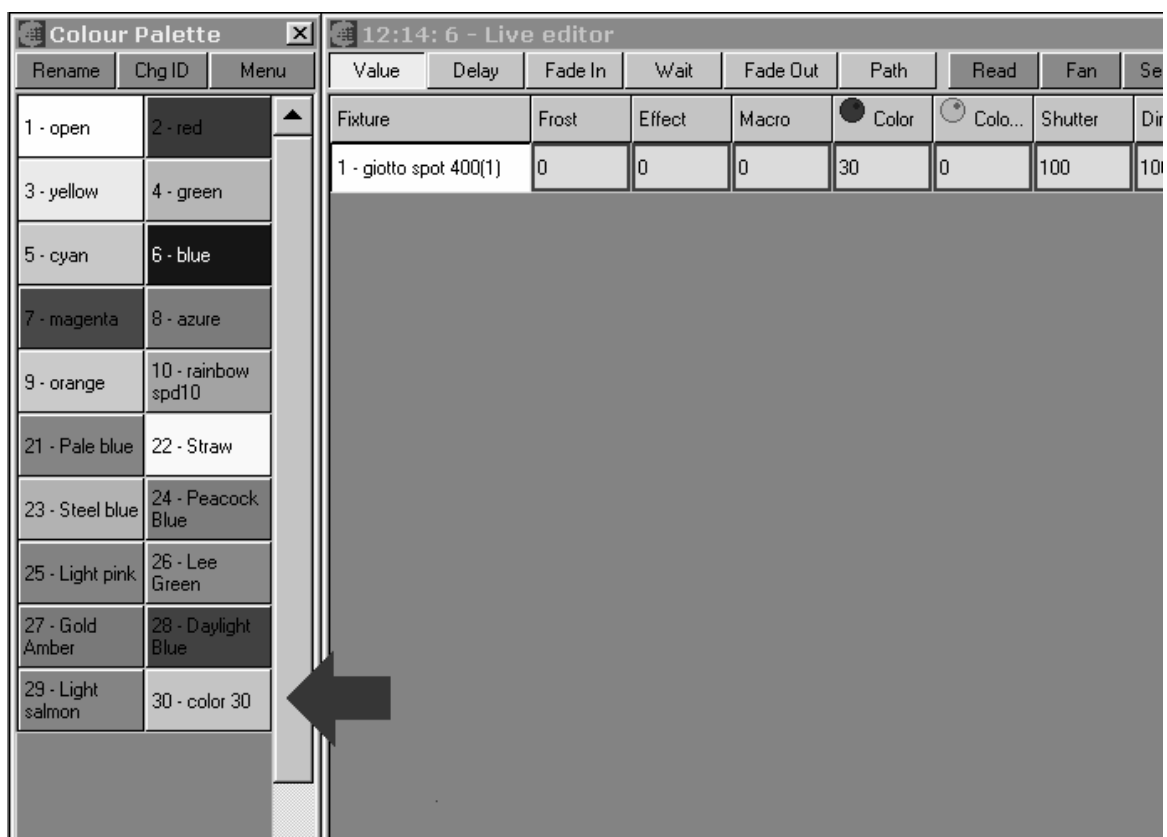 Colour Palette
Rename Chg ID Menu
1 - open 2 - red
3 - yellow 4 - green
5 - cyan 6 - blue
7 - magenta 8 - azure
9 - orange 10 - rainbow
spd10
21 - Pale blue 22 - Straw
23 - Steel blue 24 - Peacock
Blue
25 - Light pink 26 - Lee
Green
27 - Gold
Amber 28 - Daylight
Blue
29 - Light
salmon 30 - color 30
12:14: 6 - Live editor
Value Delay Fade In Wait Fade Out Path Read Fan Se
Fixture Frost Effect Macro Color Colo... Shutter Dir
1 - giotto spot 400(1) 0 0 0 30 0 100 100